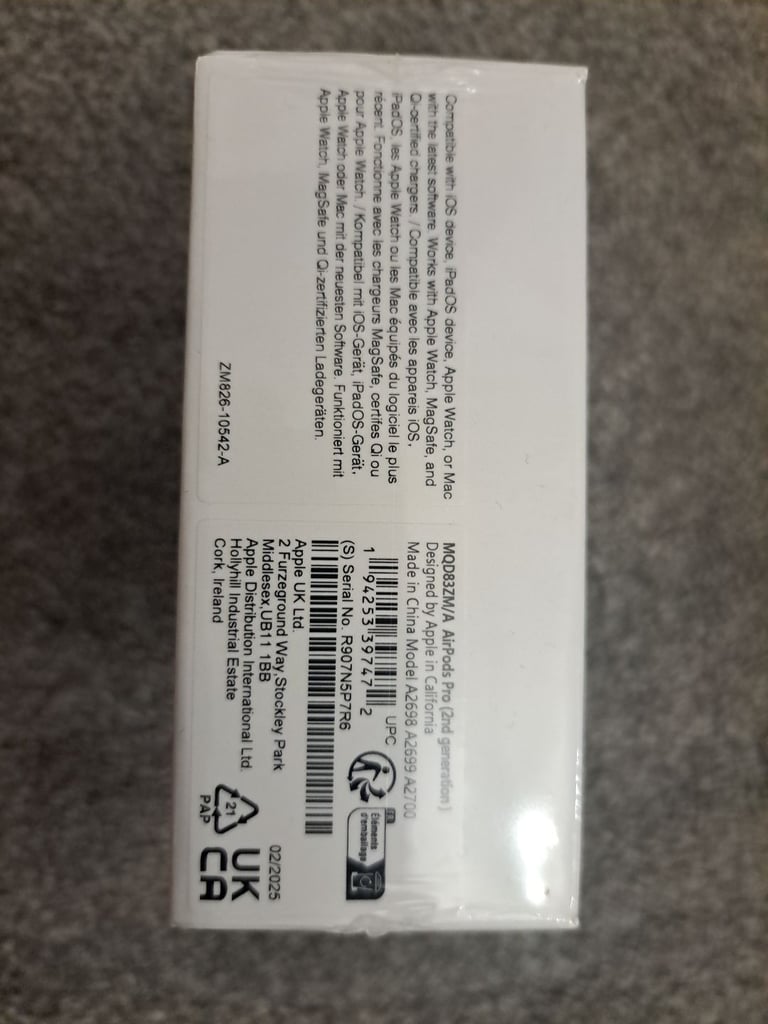 Compatible with iOS device, iPadOS device, Apple Watch, or Mac
with the latest software. Works with Apple Watch, MagSafe, and
Qi-certified chargers. / Compatible avec les appareils iOS,
iPadOS, les Apple Watch ou les Mac équipés du logiciel le plus
récent. Fonctionne avec les chargeurs MagSafe, certifés Qi ou
pour Apple Watch. / Kompatibel mit iOS-Gerät, iPadOS-Gerät,
Apple Watch oder Mac mit der neuesten Software. Funktioniert mit
Apple Watch, MagSafe und Qi-zertifizierten Ladegeräten.
ZM826-10542-A
MQD83ZM/A AirPods Pro (2nd generation)
Designed by Apple in California
Made in China Model A2698 A2699 A2700
UPC
1 94253 39747 2
(S) Serial No. R907N5P7R6
FR
Éléments
d'emballage
Apple UK Ltd.
2 Furzeground Way,Stockley Park
Middlesex,UB11 1BB
02/2025
Apple Distribution International Ltd.
Hollyhill Industrial Estate
Cork, Ireland
21
PAP
UK
CA